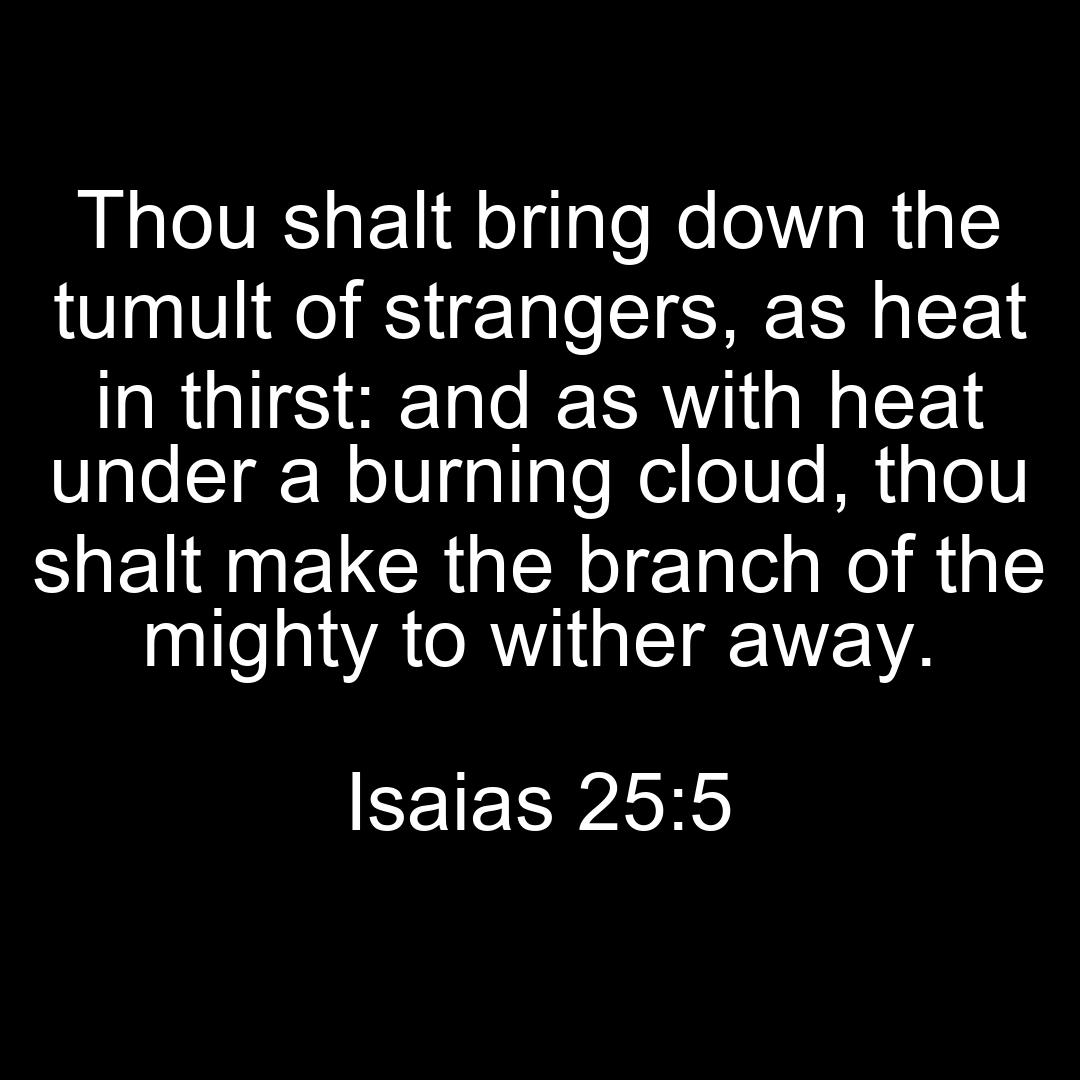 Thou shalt bring down the
tumult of strangers, as heat
in thirst: and as with heat
under a burning cloud, thou
shalt make the branch of the
mighty to wither away.
Isaias 25:5